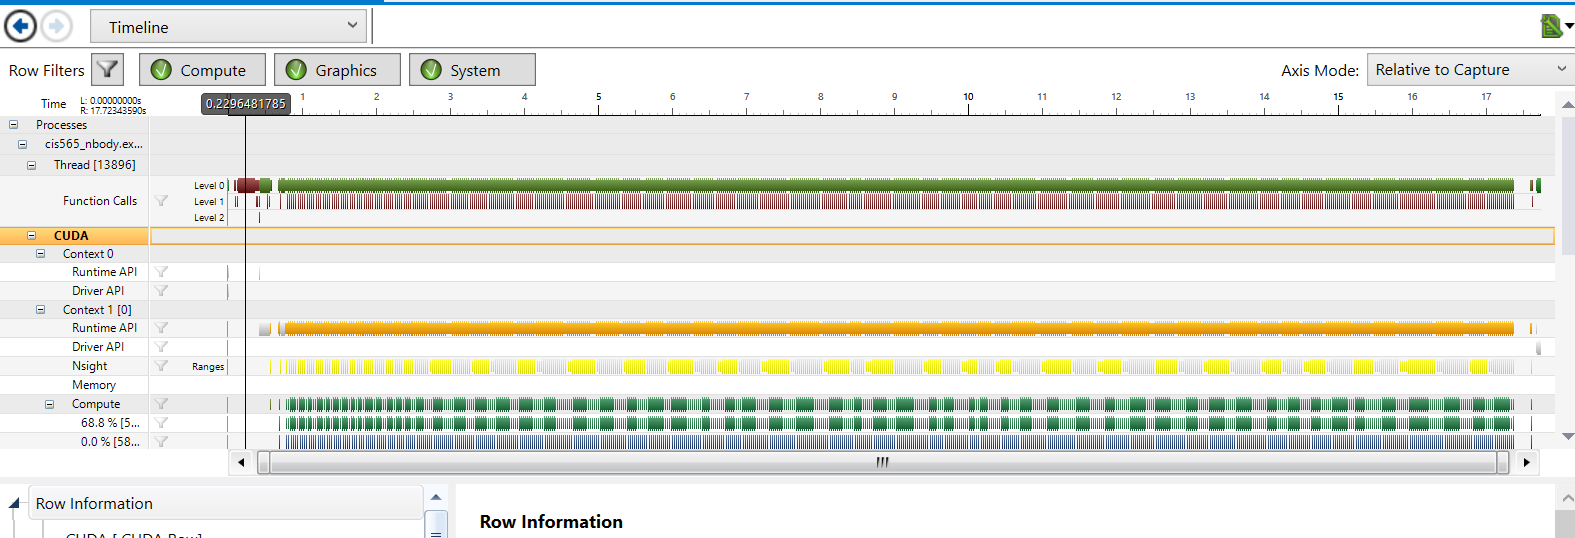 Timeline
Row Filters Compute Graphics System Axis Mode: Relative to Capture
Time L: 0.00000000s
R: 17.72343590s
0.2296481785 1 2 3 4 5 6 7 8 9 10 11 12 13 14 15 16 17
Processes
cis565_nbody.ex...
Thread [13896]
Function Calls
Level 0
Level 1
Level 2
CUDA
Context 0
Runtime API
Driver API
Context 1 [0]
Runtime API
Driver API
Nsight Ranges
Memory
Compute
68.8 % [5...
0.0 % [58...
Row Information
Row Information
CUDA [ CUDA Row]